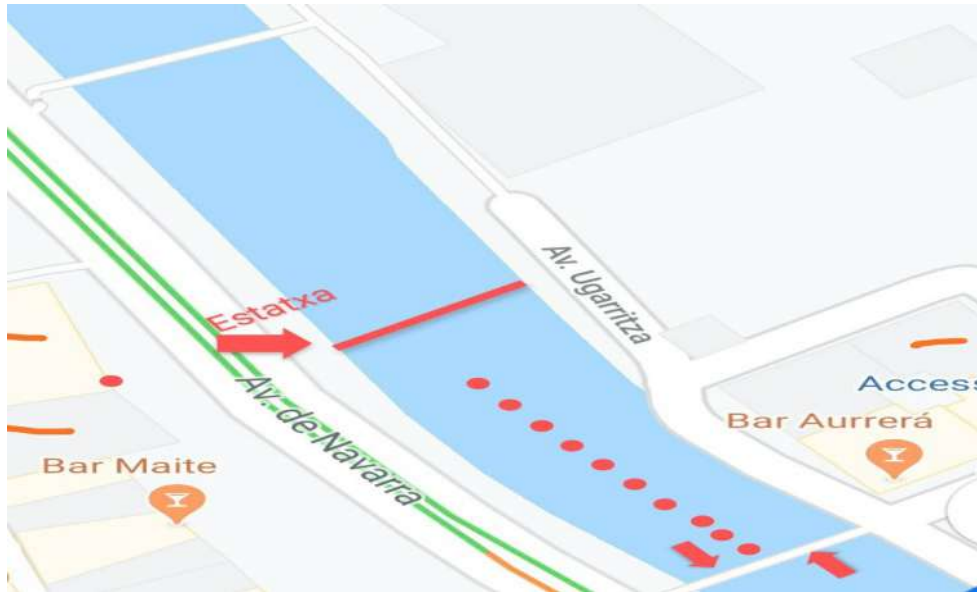 Av. Ugarritza
Estatxa
Access
Av. de Navarra
Bar Aurrerá
Bar Maite